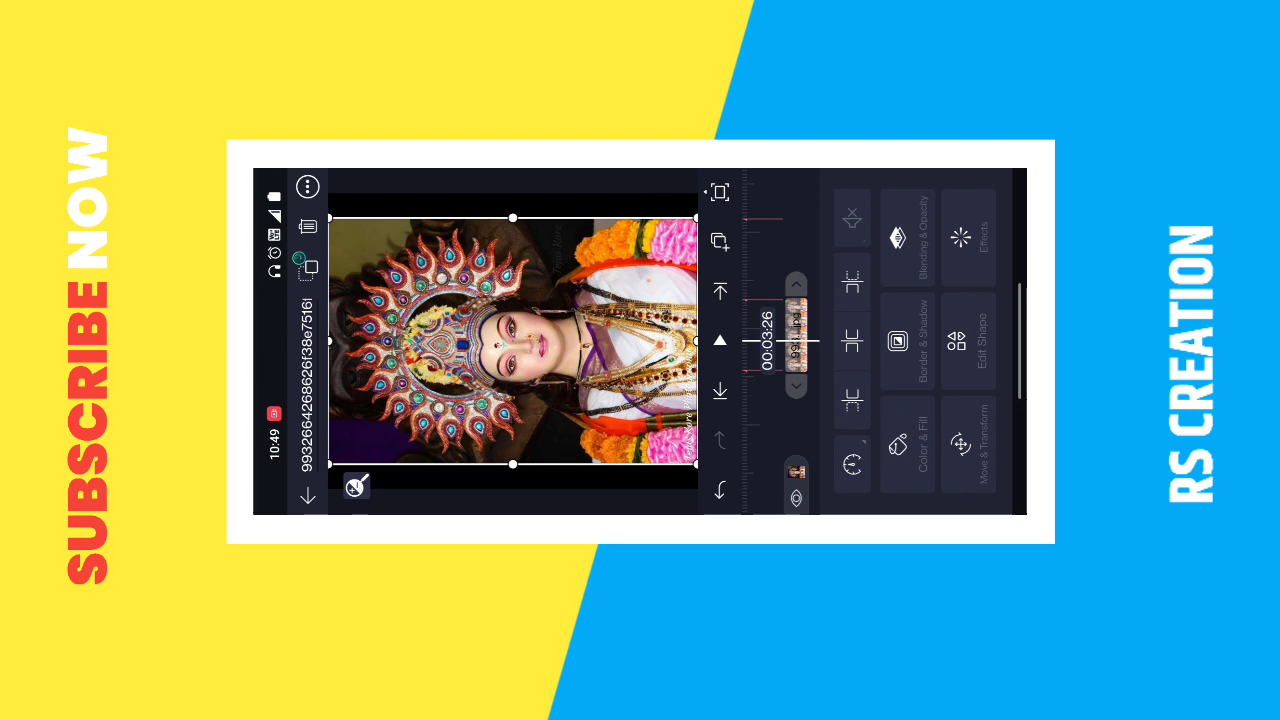 SUBSCRIBE NOW
10:49
9932664268626f38e7516f
00:03:26
Color & Fill
Border & Shadow
Blending & Opacity
Move & Transform
Edit Shape
Effects
RS CREATION